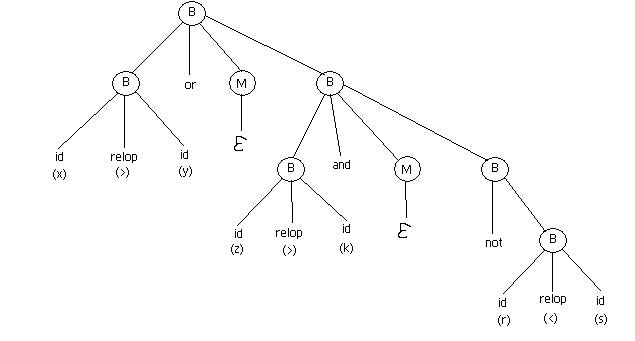 B
B
or
M
B
id
relop
id
ε
(x)
(>)
(y)
B
and
M
B
id
relop
id
ε
(z)
(>)
(k)
not
B
id
relop
id
(r)
(<)
(s)